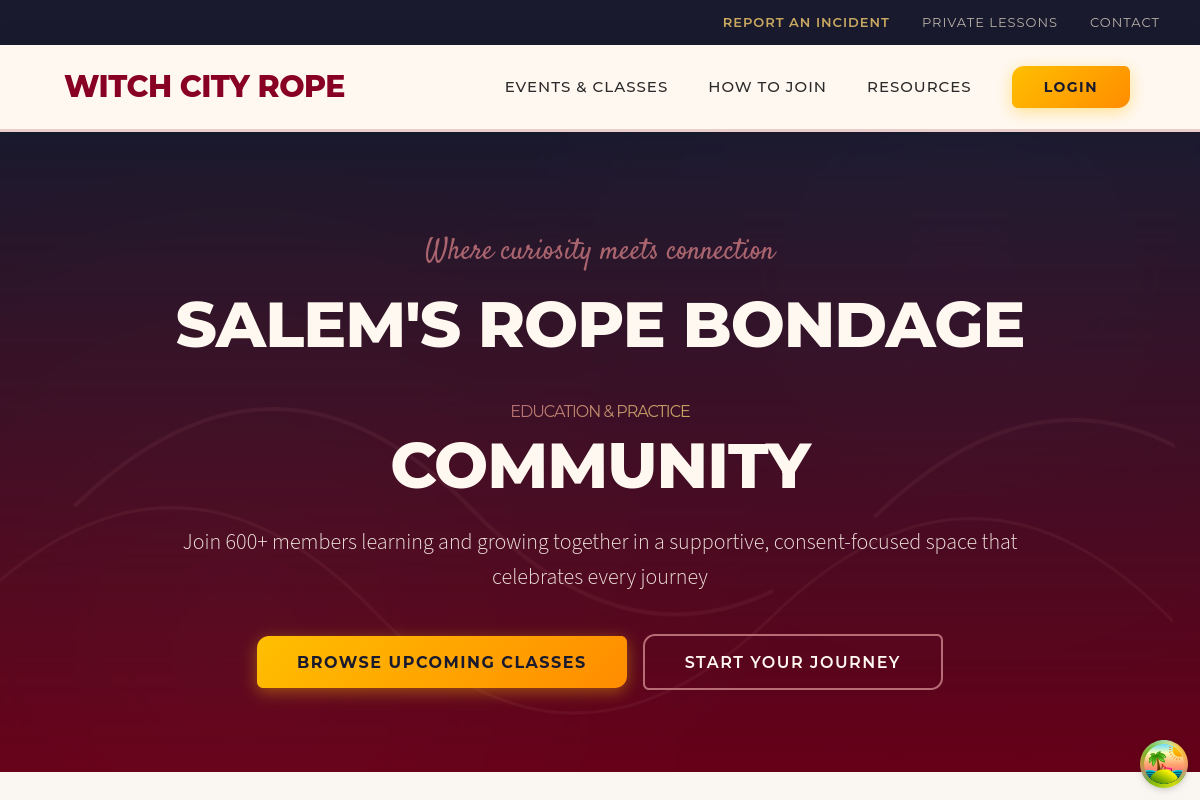 REPORT AN INCIDENT PRIVATE LESSONS CONTACT
WITCH CITY ROPE EVENTS & CLASSES HOW TO JOIN RESOURCES LOGIN
Where curiosity meets connection
SALEM'S ROPE BONDAGE
EDUCATION & PRACTICE
COMMUNITY
Join 600+ members learning and growing together in a supportive, consent-focused space that
celebrates every journey
BROWSE UPCOMING CLASSES START YOUR JOURNEY